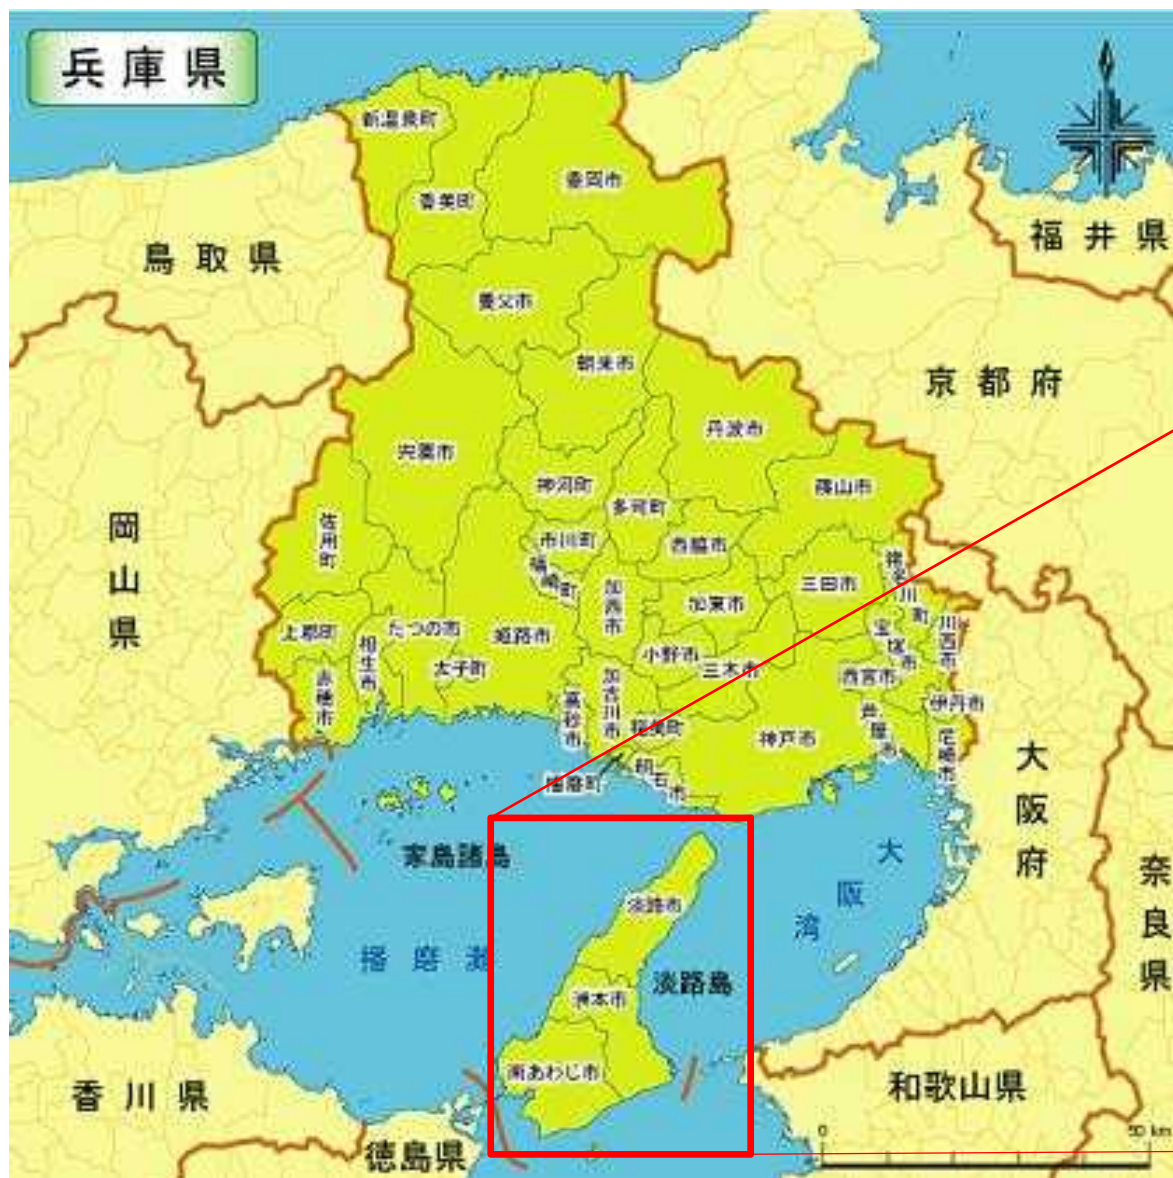 兵庫県
新温泉町
香美町
豊岡市
鳥取県
福井県
養父市
朝来市
京都府
丹波市
宍粟市
篠山市
神河町
多可町
岡山県
佐用町
市川町
西脇市
福崎町
三田市
猪名川町
加西市
加東市
上郡町
相生市
たつの市
姫路市
宝塚市
川西市
小野市
三木市
太子町
西宮市
赤穂市
高砂市
加古川市
稲美町
伊丹市
芦屋市
神戸市
尼崎市
播磨町
明石市
大阪府
家島諸島
大阪湾
奈良県
淡路市
播磨灘
淡路島
洲本市
南あわじ市
香川県
和歌山県
徳島県
0
50 km